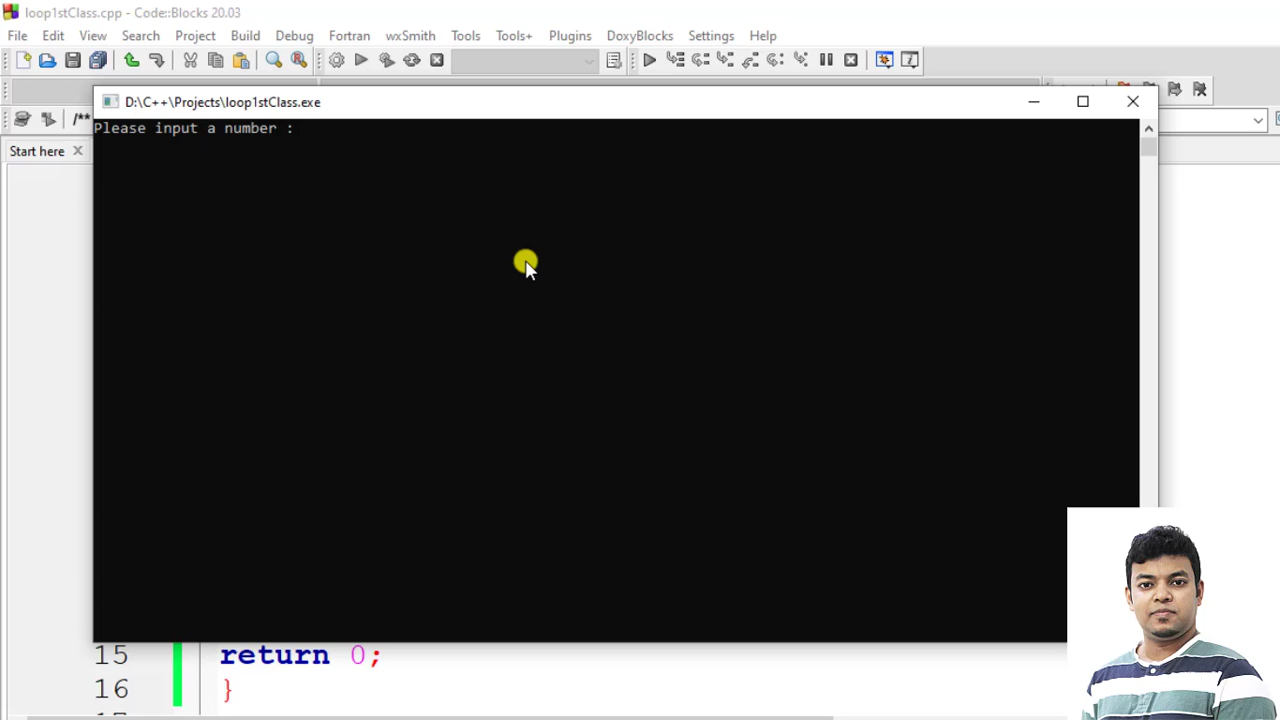 loop1stClass.cpp - Code::Blocks 20.03
File Edit View Search Project Build Debug Fortran wxSmith Tools Tools+ Plugins DoxyBlocks Settings Help
D:\C++\Projects\loop1stClass.exe
/**
Please input a number :
Start here
15 return 0;
16 }